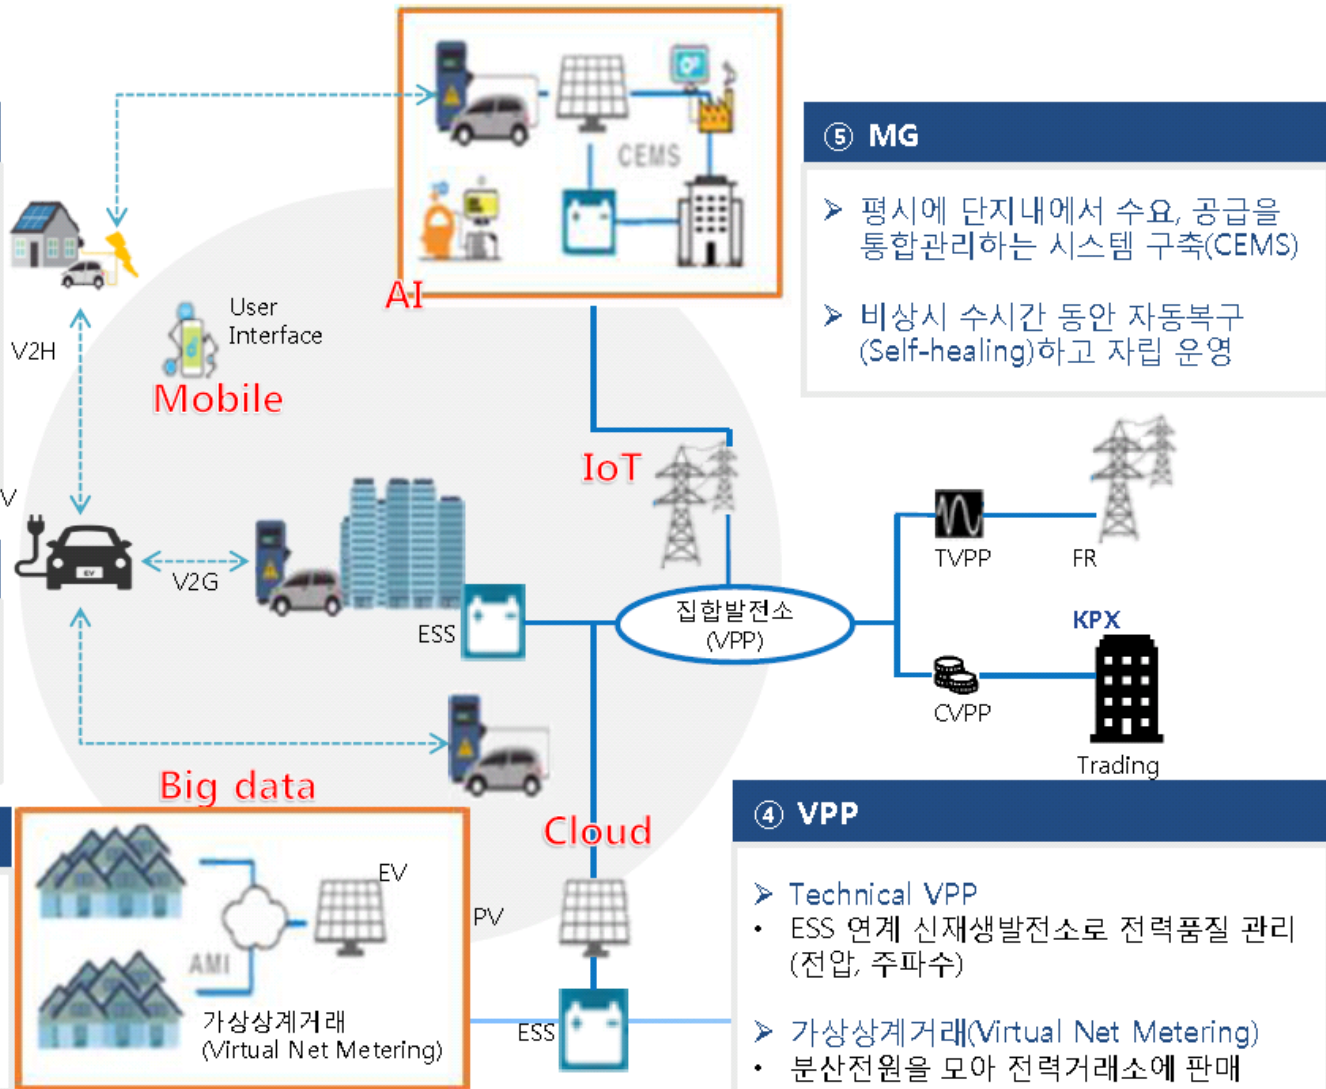 CEMS
AI
⑤ MG
➤ 평시에 단지내에서 수요, 공급을
통합관리하는 시스템 구축(CEMS)
➤ 비상시 수시간 동안 자동복구
(Self-healing)하고 자립 운영
User
Interface
Mobile
V2H
IoT
V
EV
V2G
ESS
집합발전소
(VPP)
TVPP
FR
KPX
CVPP
Trading
Big data
Cloud
EV
PV
AMI
가상상계거래
(Virtual Net Metering)
ESS
④ VPP
➤ Technical VPP
• ESS 연계 신재생발전소로 전력품질 관리
(전압, 주파수)
➤ 가상상계거래(Virtual Net Metering)
• 분산전원을 모아 전력거래소에 판매